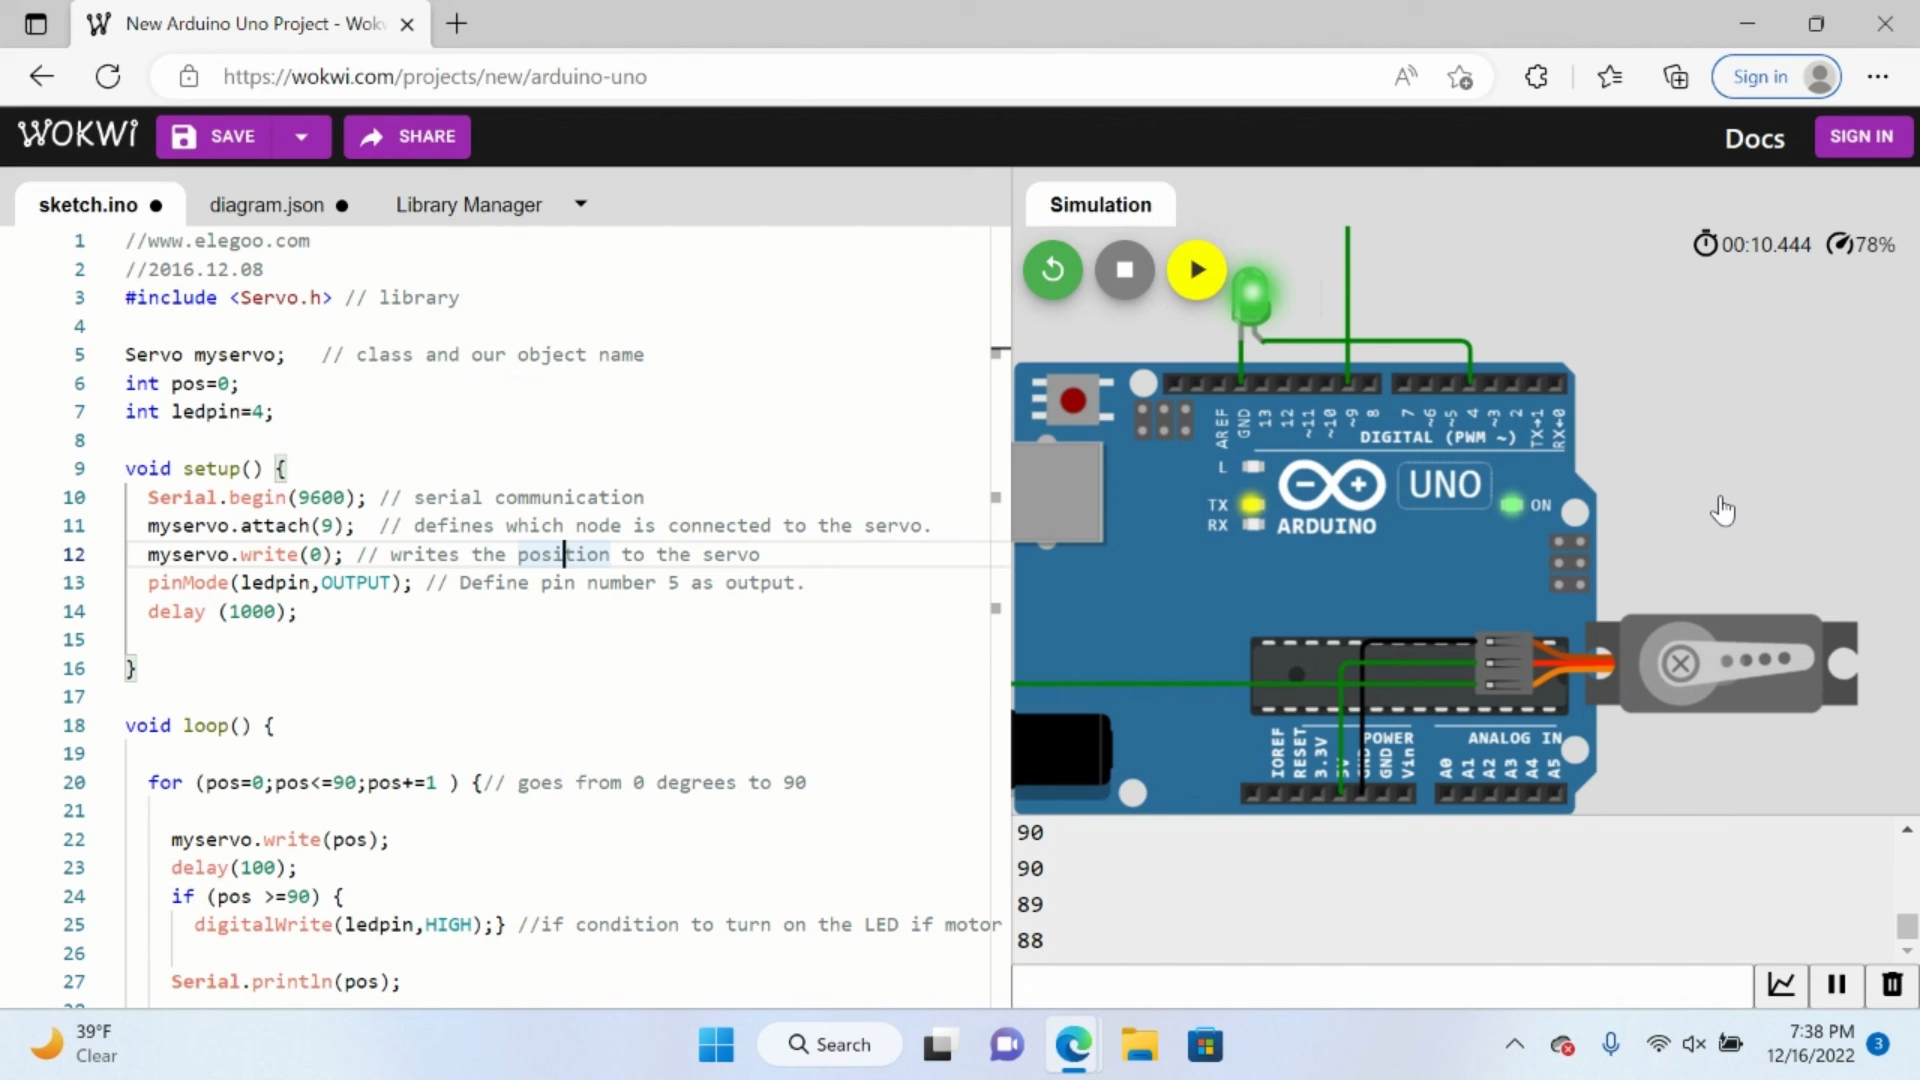 New Arduino Uno Project - Wokw
https://wokwi.com/projects/new/arduino-uno
Sign in
WOKWi
SAVE
SHARE
Docs
SIGN IN
sketch.ino
diagram.json
Library Manager
Simulation
1 //www.elegoo.com
2 //2016.12.08
3 #include <Servo.h> // library
4
5 Servo myservo; // class and our object name
6 int pos=0;
7 int ledpin=4;
8
9 void setup() {
10 Serial.begin(9600); // serial communication
11 myservo.attach(9); // defines which node is connected to the servo.
12 myservo.write(0); // writes the position to the servo
13 pinMode(ledpin,OUTPUT); // Define pin number 5 as output.
14 delay (1000);
15
16 }
17
18 void loop() {
19
20 for (pos=0;pos<=90;pos+=1 ) {// goes from 0 degrees to 90
21
22 myservo.write(pos);
23 delay(100);
24 if (pos >=90) {
25 digitalWrite(ledpin,HIGH);} //if condition to turn on the LED if motor
26
27 Serial.println(pos);
00:10.444 78%
AREF GND 13 12 ~11 ~10 ~9 8 7 ~6 ~5 4 ~3 2 TX→1 RX←0
DIGITAL (PWM ~)
L
TX
RX
UNO
ARDUINO
ON
IOREF RESET 3.3V 5V GND GND Vin
POWER
ANALOG IN
A0 A1 A2 A3 A4 A5
90
90
89
88
39°F
Clear
Search
7:38 PM
12/16/2022
3